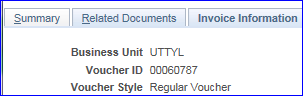 Summary Related Documents Invoice Information
Business Unit UTTYL
Voucher ID 00060787
Voucher Style Regular Voucher